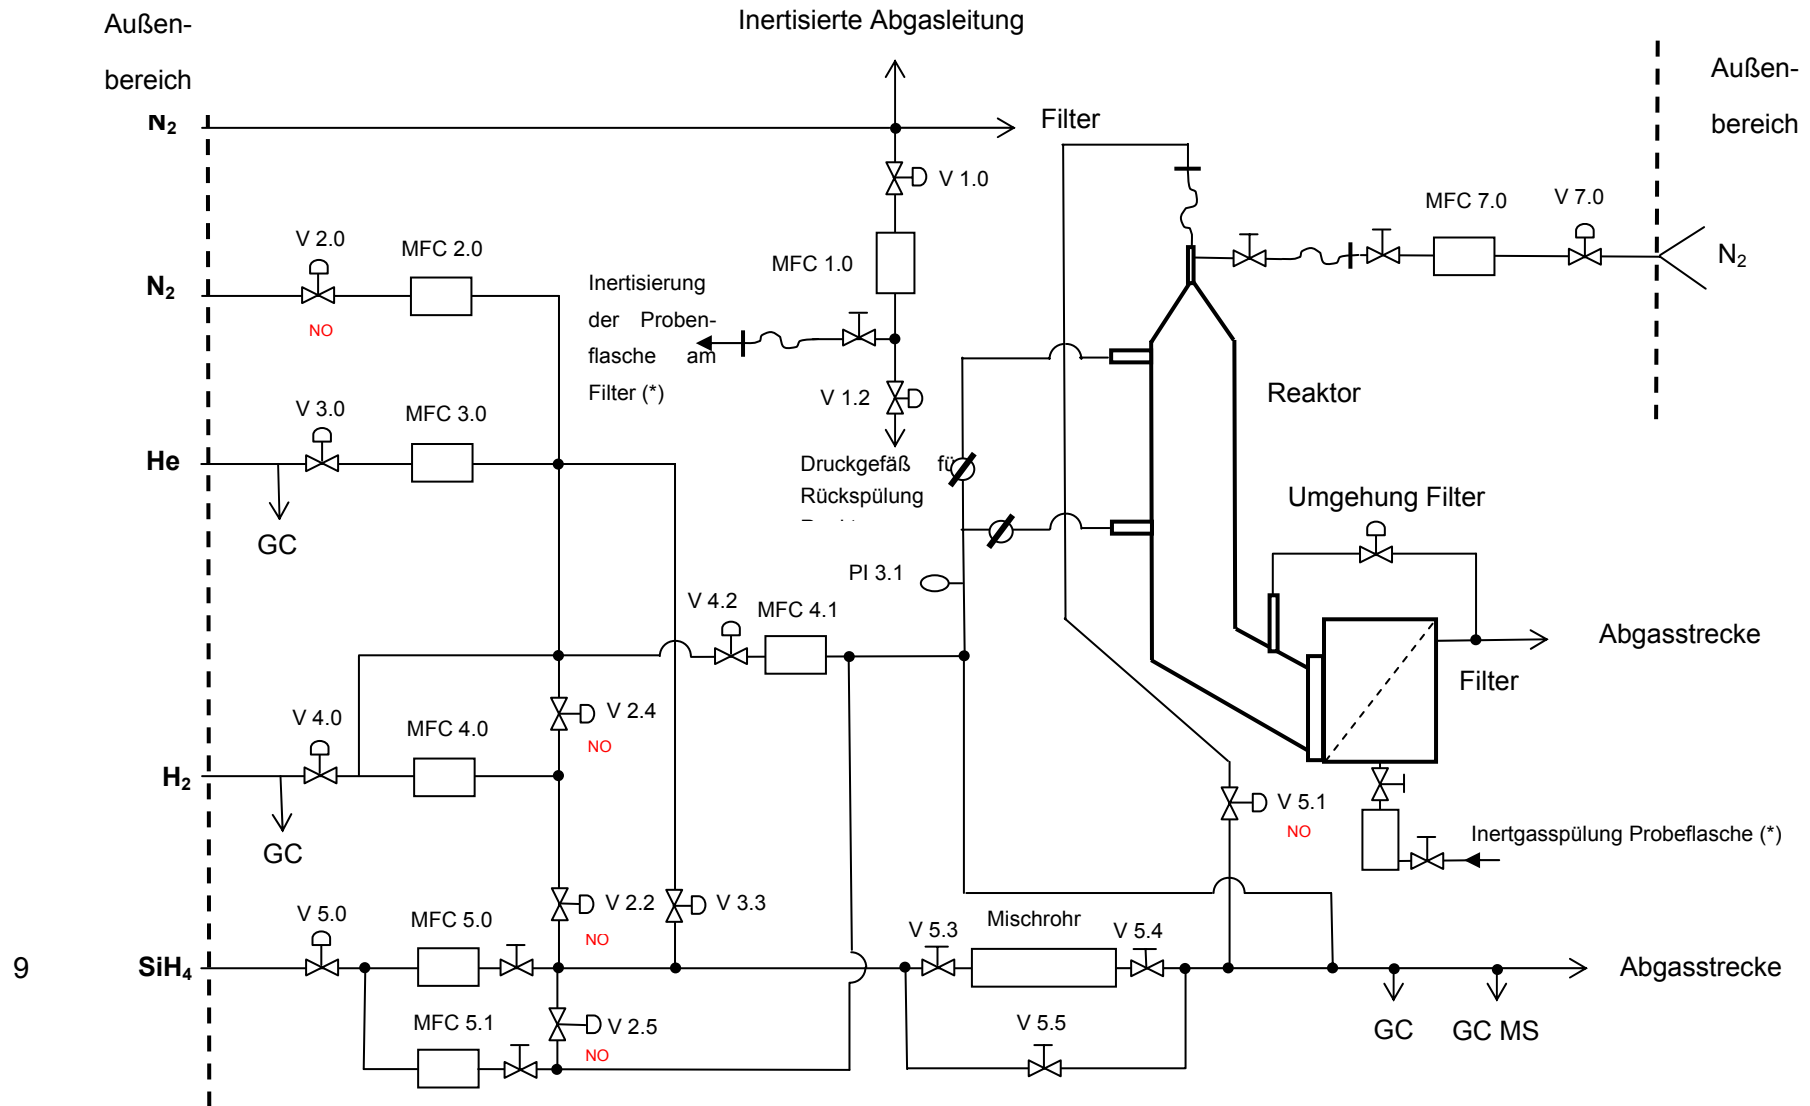 Außen-
bereich
Inertisierte Abgasleitung
Außen-
bereich
N₂
Filter
V 1.0
MFC 7.0
V 7.0
N₂
V 2.0
MFC 2.0
N₂
NO
MFC 1.0
Inertisierung
der Proben-
flasche am
Filter (*)
V 1.2
Reaktor
V 3.0
MFC 3.0
He
GC
Druckgefäß
Rückspülung
Umgehung Filter
PI 3.1
V 4.2
MFC 4.1
Abgasstrecke
Filter
V 2.4
NO
V 4.0
MFC 4.0
H₂
GC
V 5.1
NO
Inertgasspülung Probeflasche (*)
V 2.2
NO
V 3.3
V 5.0
MFC 5.0
Mischrohr
V 5.3
V 5.4
9
SiH₄
Abgasstrecke
MFC 5.1
V 2.5
NO
V 5.5
GC
GC MS